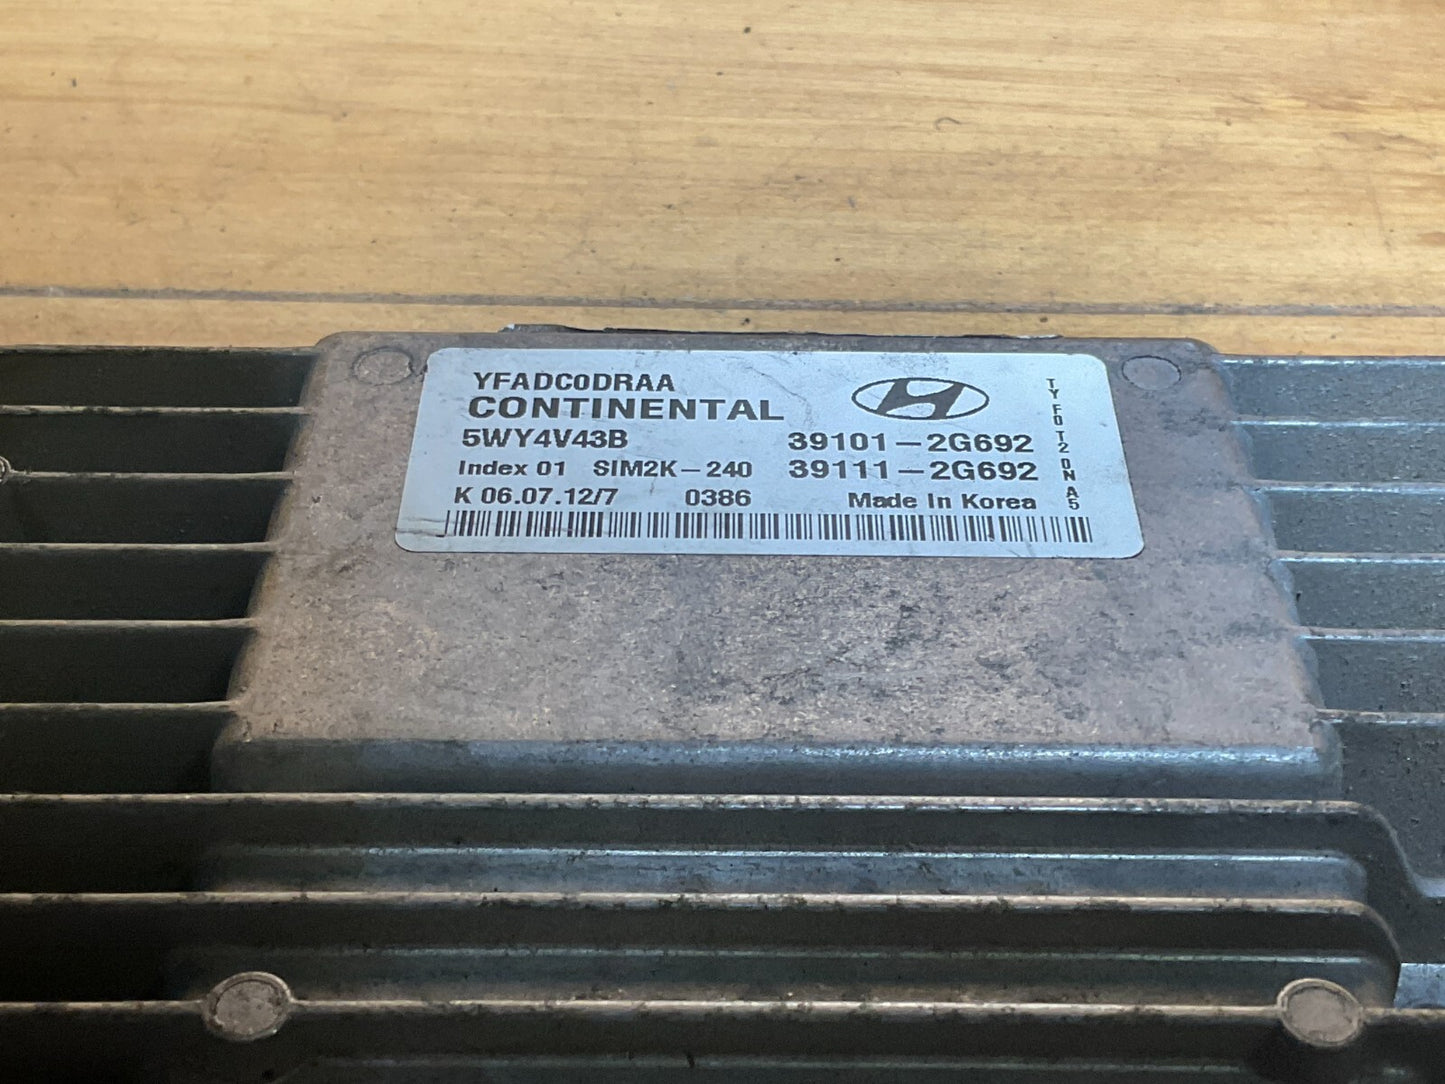 YFADC0DRAA
CONTINENTAL
5WY4V43B 39101-2G692
Index 01 SIM2K-240 39111-2G692
K 06.07.12/7 0386 Made In Korea
TY F0 T2 DN A5